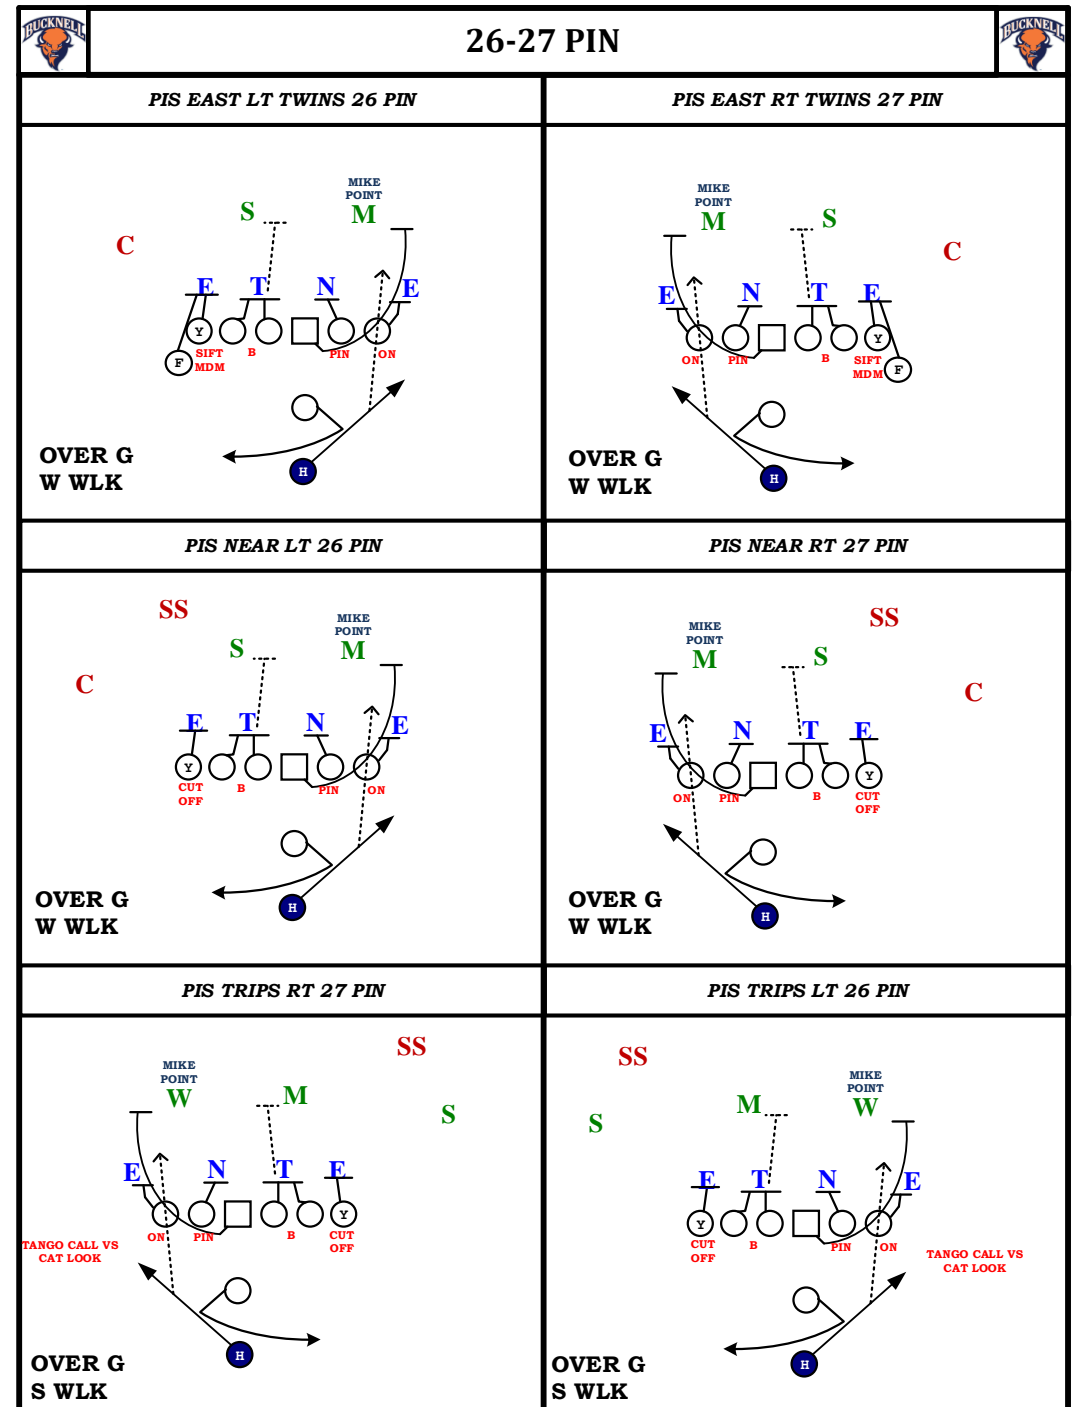 BUCKNELL
26-27 PIN
BUCKNELL
PIS EAST LT TWINS 26 PIN
MIKE
POINT
S
M
C
E
T
N
E
Y
F
SIFT
MDM
B
PIN
ON
H
OVER G
W WLK
PIS EAST RT TWINS 27 PIN
MIKE
POINT
M
S
C
E
N
T
E
Y
F
ON
PIN
B
SIFT
MDM
H
OVER G
W WLK
PIS NEAR LT 26 PIN
SS
MIKE
POINT
S
M
C
E
T
N
E
Y
CUT
OFF
B
PIN
ON
H
OVER G
W WLK
PIS NEAR RT 27 PIN
SS
MIKE
POINT
M
S
C
E
N
T
E
Y
ON
PIN
B
CUT
OFF
H
OVER G
W WLK
PIS TRIPS RT 27 PIN
SS
MIKE
POINT
W
M
S
E
N
T
E
Y
ON
PIN
B
CUT
OFF
TANGO CALL VS
CAT LOOK
H
OVER G
S WLK
PIS TRIPS LT 26 PIN
SS
MIKE
POINT
M
W
S
E
T
N
E
Y
CUT
OFF
B
PIN
ON
TANGO CALL VS
CAT LOOK
H
OVER G
S WLK